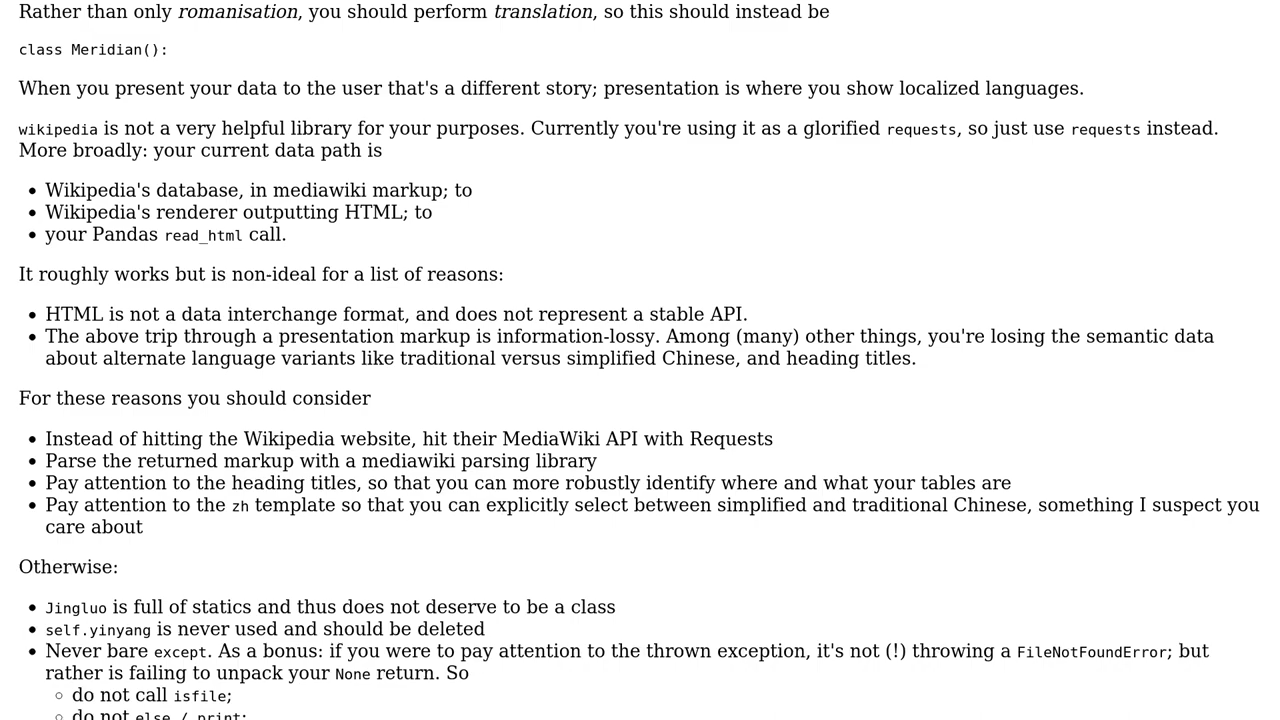 Rather than only romanisation, you should perform translation, so this should instead be
class Meridian():
When you present your data to the user that's a different story; presentation is where you show localized languages.
wikipedia is not a very helpful library for your purposes. Currently you're using it as a glorified requests, so just use requests instead.
More broadly: your current data path is
• Wikipedia's database, in mediawiki markup; to
• Wikipedia's renderer outputting HTML; to
• your Pandas read_html call.
It roughly works but is non-ideal for a list of reasons:
• HTML is not a data interchange format, and does not represent a stable API.
• The above trip through a presentation markup is information-lossy. Among (many) other things, you're losing the semantic data
about alternate language variants like traditional versus simplified Chinese, and heading titles.
For these reasons you should consider
• Instead of hitting the Wikipedia website, hit their MediaWiki API with Requests
• Parse the returned markup with a mediawiki parsing library
• Pay attention to the heading titles, so that you can more robustly identify where and what your tables are
• Pay attention to the zh template so that you can explicitly select between simplified and traditional Chinese, something I suspect you
care about
Otherwise:
• Jingluo is full of statics and thus does not deserve to be a class
• self.yinyang is never used and should be deleted
• Never bare except. As a bonus: if you were to pay attention to the thrown exception, it's not (!) throwing a FileNotFoundError; but
rather is failing to unpack your None return. So
◦ do not call isfile;
◦ do not else / print;